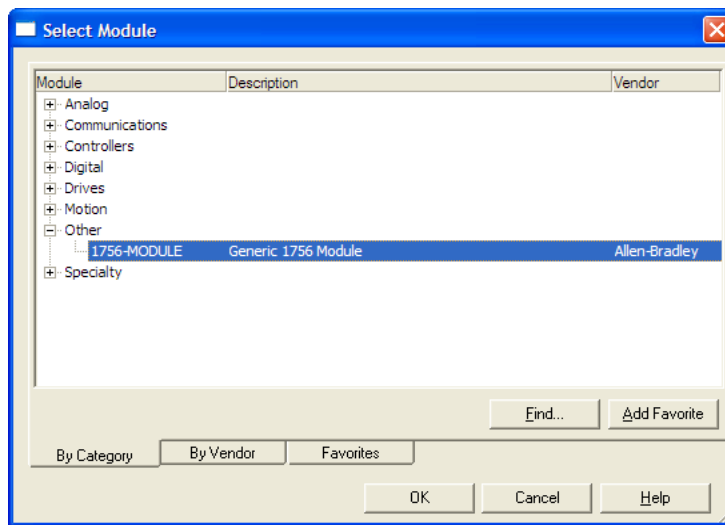 Select Module
Module Description Vendor
Analog
Communications
Controllers
Digital
Drives
Motion
Other
1756-MODULE Generic 1756 Module Allen-Bradley
Specialty
Find... Add Favorite
By Category By Vendor Favorites
OK Cancel Help